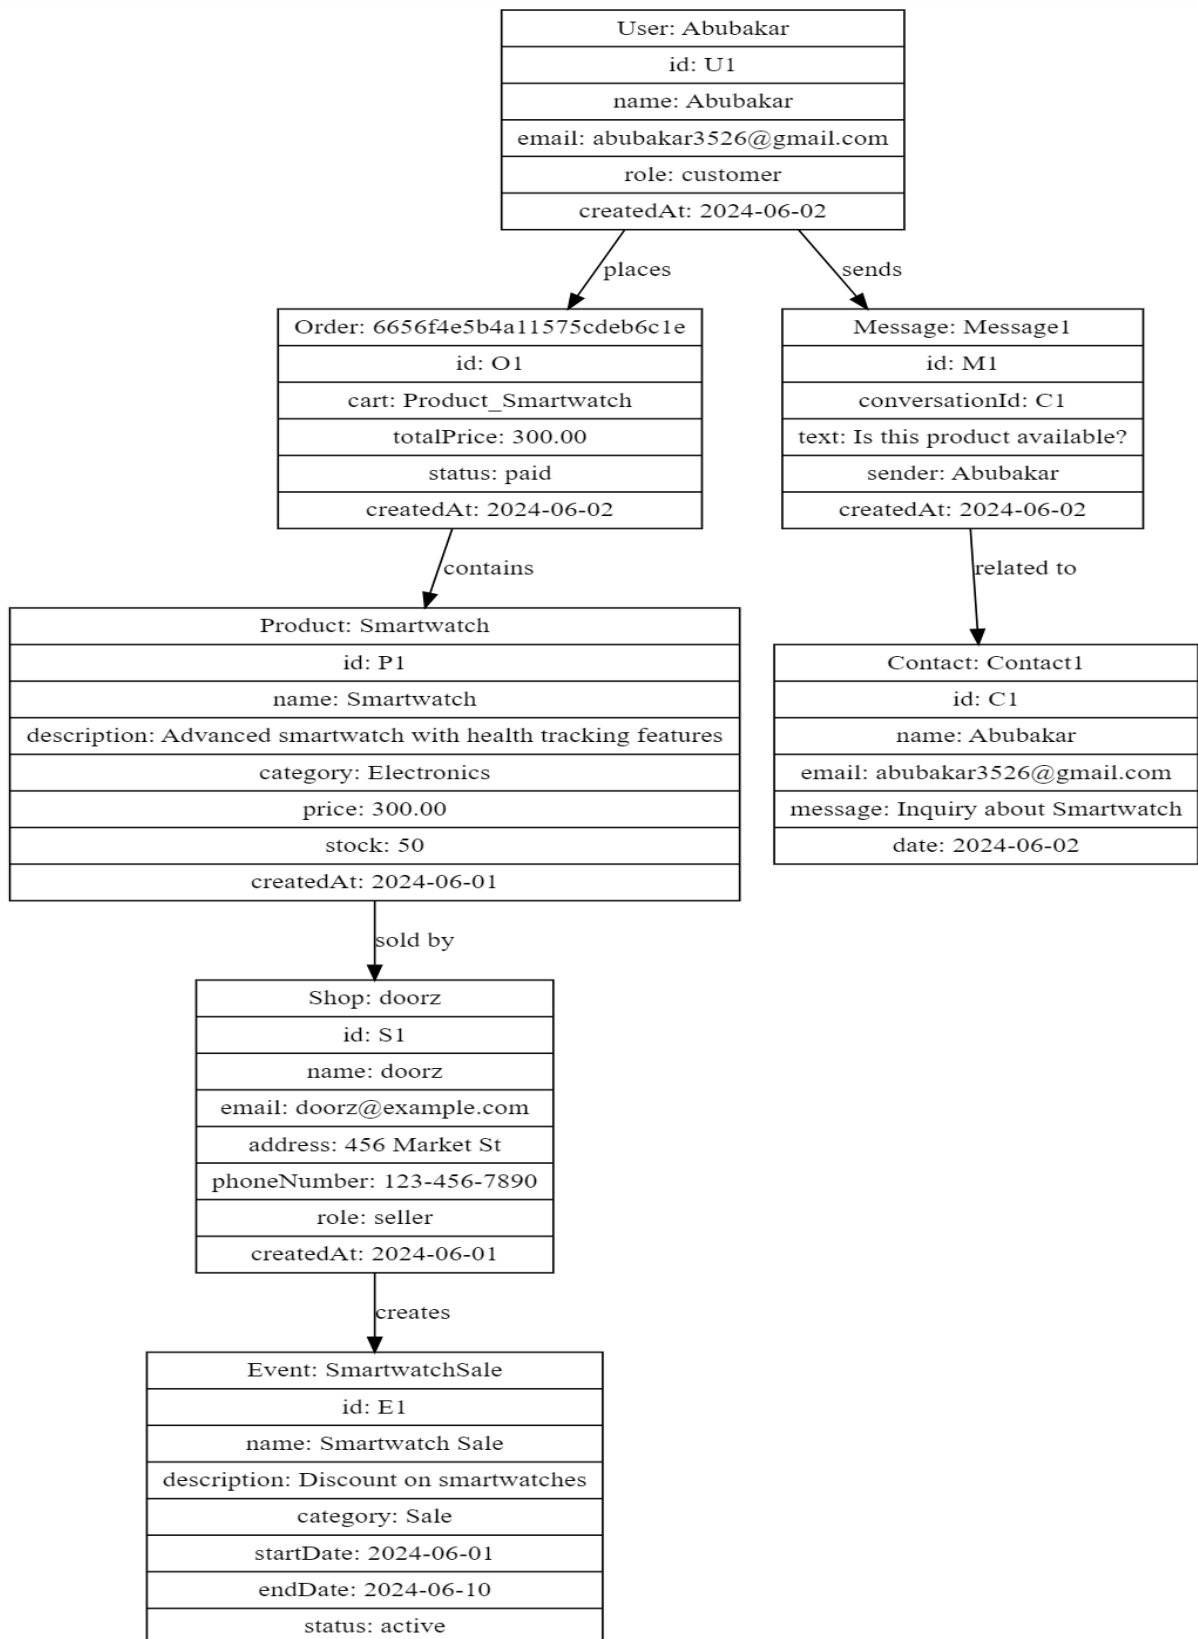 User: Abubakar
id: U1
name: Abubakar
email: abubakar3526@gmail.com
role: customer
createdAt: 2024-06-02
places
sends
Order: 6656f4e5b4a11575cdeb6c1e
id: O1
cart: Product_Smartwatch
totalPrice: 300.00
status: paid
createdAt: 2024-06-02
Message: Message1
id: M1
conversationId: C1
text: Is this product available?
sender: Abubakar
createdAt: 2024-06-02
contains
related to
Product: Smartwatch
id: P1
name: Smartwatch
description: Advanced smartwatch with health tracking features
category: Electronics
price: 300.00
stock: 50
createdAt: 2024-06-01
Contact: Contact1
id: C1
name: Abubakar
email: abubakar3526@gmail.com
message: Inquiry about Smartwatch
date: 2024-06-02
sold by
Shop: doorz
id: S1
name: doorz
email: doorz@example.com
address: 456 Market St
phoneNumber: 123-456-7890
role: seller
createdAt: 2024-06-01
creates
Event: SmartwatchSale
id: E1
name: Smartwatch Sale
description: Discount on smartwatches
category: Sale
startDate: 2024-06-01
endDate: 2024-06-10
status: active